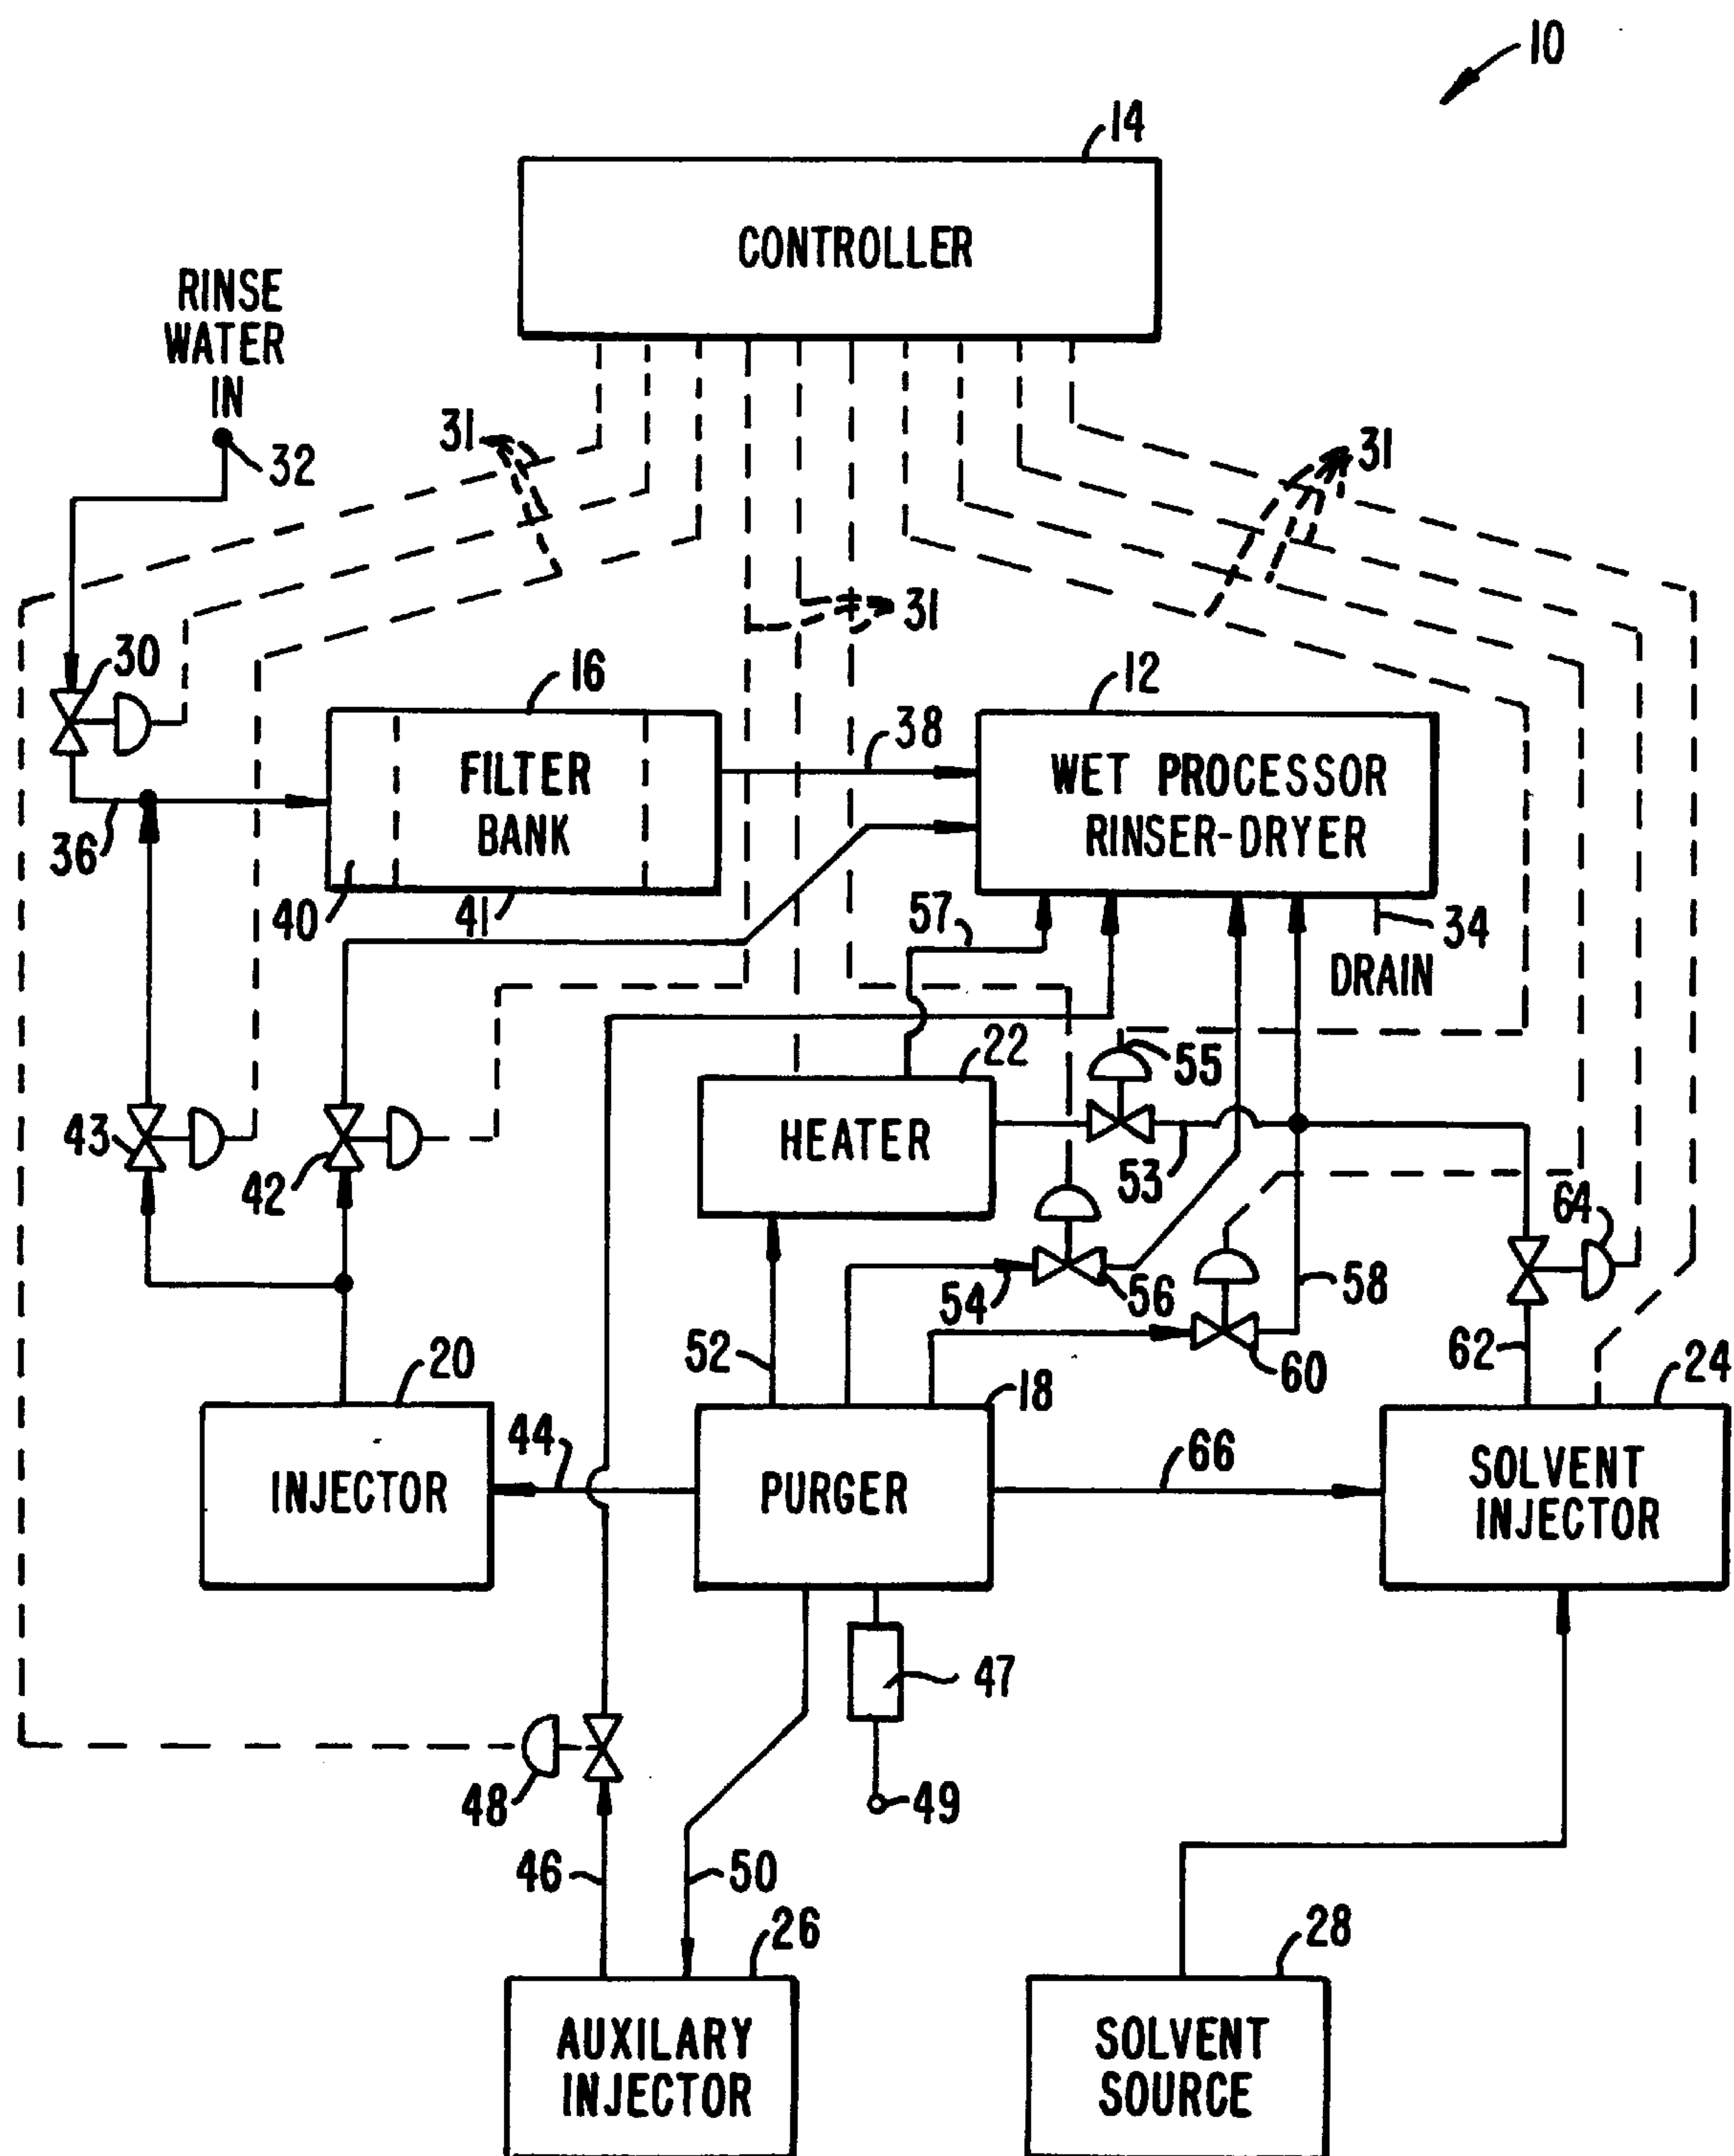 10
14
CONTROLLER
RINSE
WATER
IN
32
31
31
31
30
16
12
38
FILTER
BANK
WET PROCESSOR
RINSER-DRYER
36
40
41
57
34
DRAIN
22
55
HEATER
43
42
53
64
54
56
58
52
60
62
20
18
24
44
66
INJECTOR
PURGER
SOLVENT
INJECTOR
47
48
49
46
50
26
28
AUXILARY
INJECTOR
SOLVENT
SOURCE